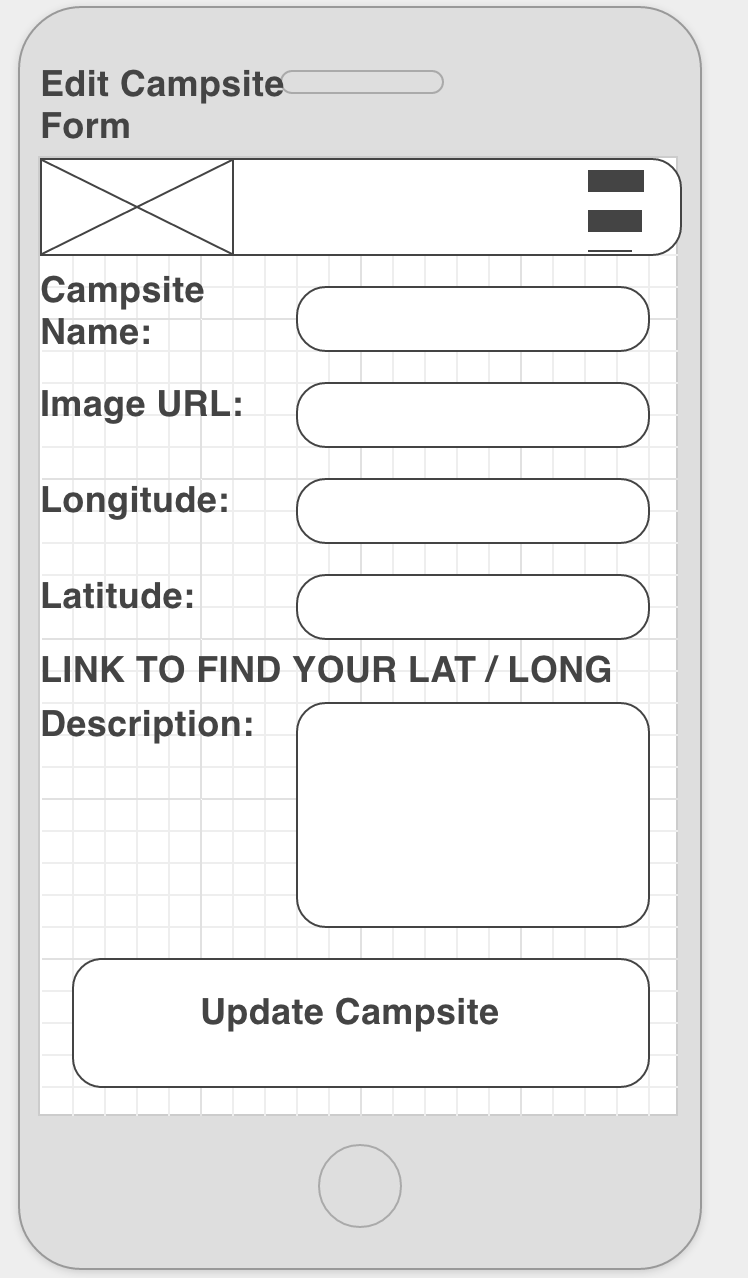 Edit Campsite
Form
Campsite
Name:
Image URL:
Longitude:
Latitude:
LINK TO FIND YOUR LAT / LONG
Description:
Update Campsite